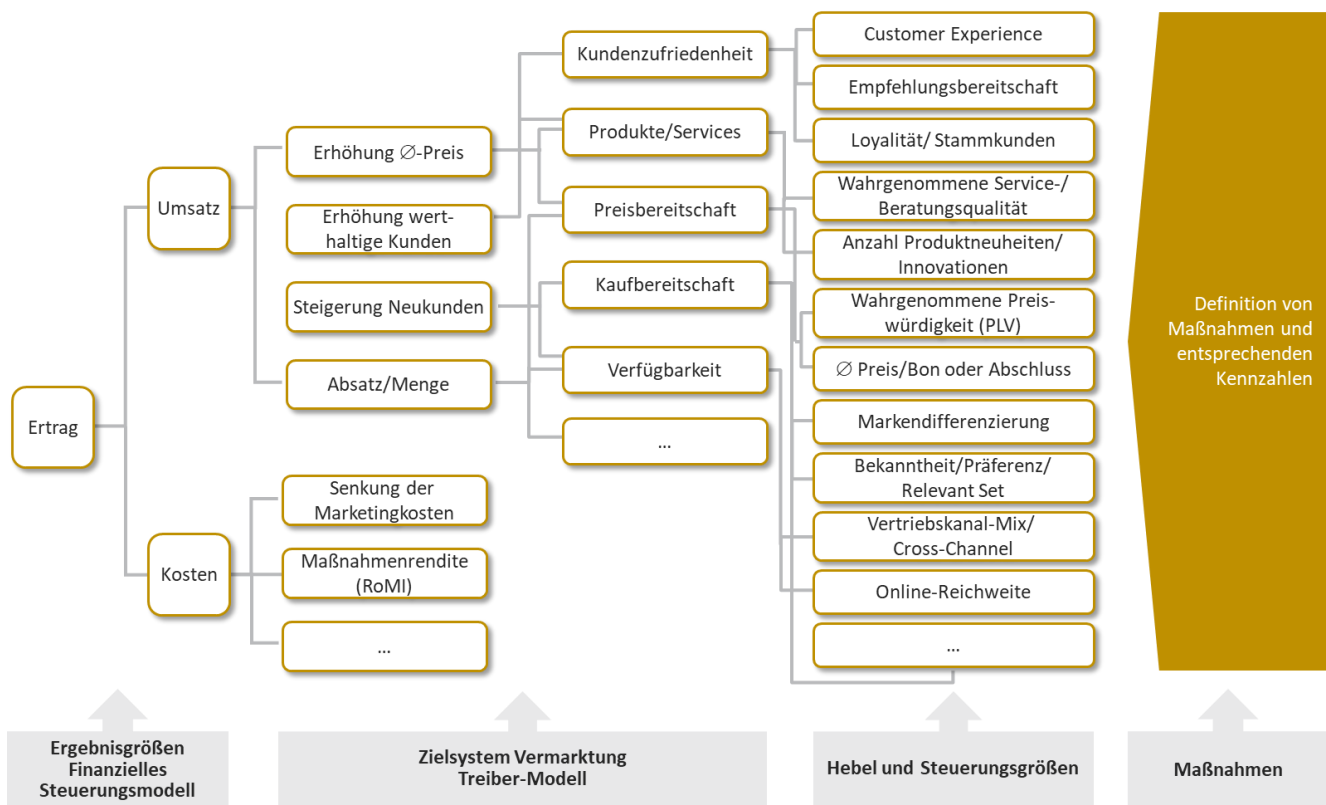 Ertrag
Umsatz
Kosten
Erhöhung ∅-Preis
Erhöhung wert-
haltige Kunden
Steigerung Neukunden
Absatz/Menge
Senkung der
Marketingkosten
Maßnahmenrendite
(RoMI)
...
Kundenzufriedenheit
Produkte/Services
Preisbereitschaft
Kaufbereitschaft
Verfügbarkeit
...
Customer Experience
Empfehlungsbereitschaft
Loyalität/ Stammkunden
Wahrgenommene Service-/
Beratungsqualität
Anzahl Produktneuheiten/
Innovationen
Wahrgenommene Preis-
würdigkeit (PLV)
∅ Preis/Bon oder Abschluss
Markendifferenzierung
Bekanntheit/Präferenz/
Relevant Set
Vertriebskanal-Mix/
Cross-Channel
Online-Reichweite
...
Definition von
Maßnahmen und
entsprechenden
Kennzahlen
Ergebnisgrößen
Finanzielles
Steuerungsmodell
Zielsystem Vermarktung
Treiber-Modell
Hebel und Steuerungsgrößen
Maßnahmen